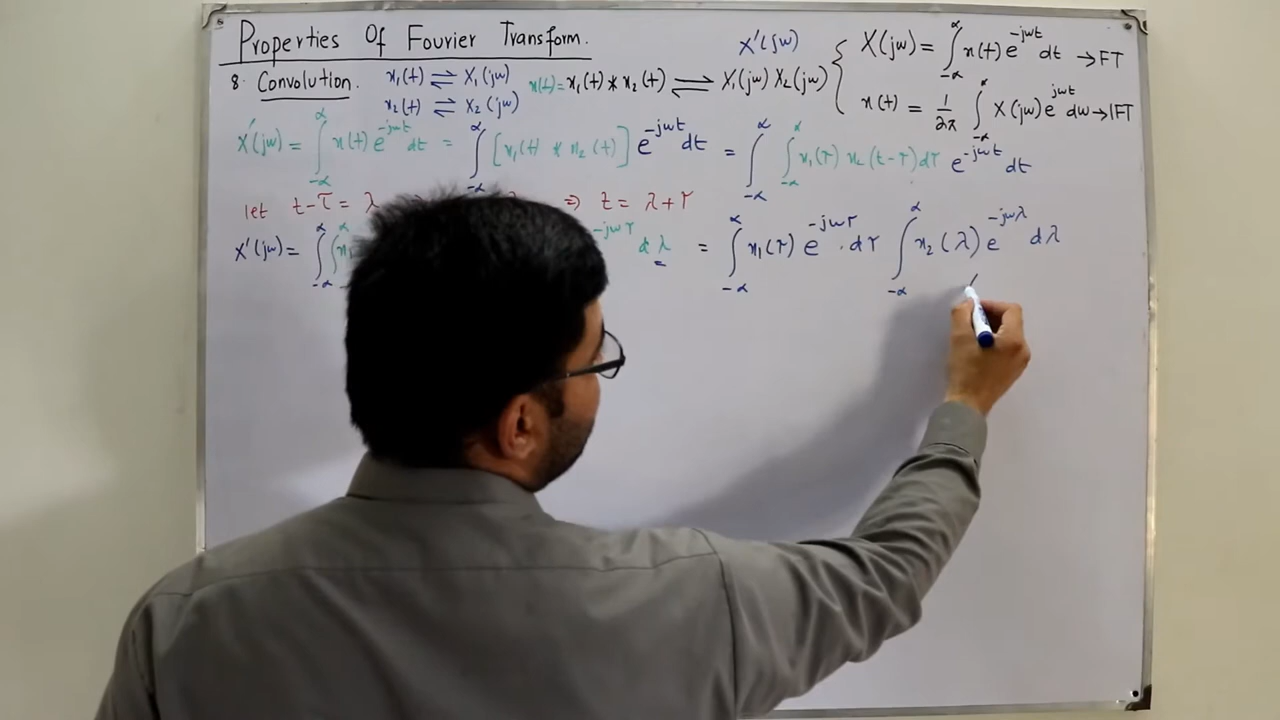 Properties Of Fourier Transform.
X'(jω)
X(jω) = ∫_{-∝}^{∝} x(t) e^{-jωt} dt → FT
8. Convolution. x₁(t) ⇌ X₁(jω) x(t) = x₁(t) * x₂(t) ⇌ X₁(jω) X₂(jω)
x₂(t) ⇌ X₂(jω)
x(t) = 1/2π ∫_{-∝}^{∝} X(jω) e^{jωt} dω → IFT
X'(jω) = ∫_{-∝}^{∝} x(t) e^{-jωt} dt = ∫_{-∝}^{∝} [x₁(t) * x₂(t)] e^{-jωt} dt = ∫_{-∝}^{∝} ∫_{-∝}^{∝} x₁(τ) x₂(t-τ) dτ e^{-jωt} dt
let t-τ = λ ⇒ t = λ+τ
X'(jω) = ∫_{-∝}^{∝} ∫ e^{-jωτ} dλ = ∫_{-∝}^{∝} x₁(τ) e^{-jωτ} . dτ ∫_{-∝}^{∝} x₂(λ) e^{-jωλ} dλ